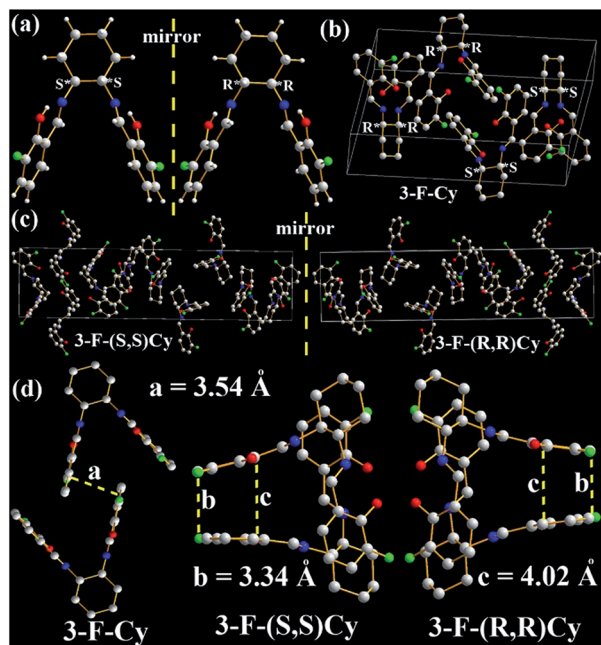 (a)
mirror
S* *S
R* *R
(b)
R* *R
*S *S
R* *R
S* *S
3-F-Cy
(c)
mirror
3-F-(S,S)Cy
3-F-(R,R)Cy
(d)
a = 3.54 Å
a
b
c
c
b
b = 3.34 Å
c = 4.02 Å
3-F-Cy
3-F-(S,S)Cy
3-F-(R,R)Cy